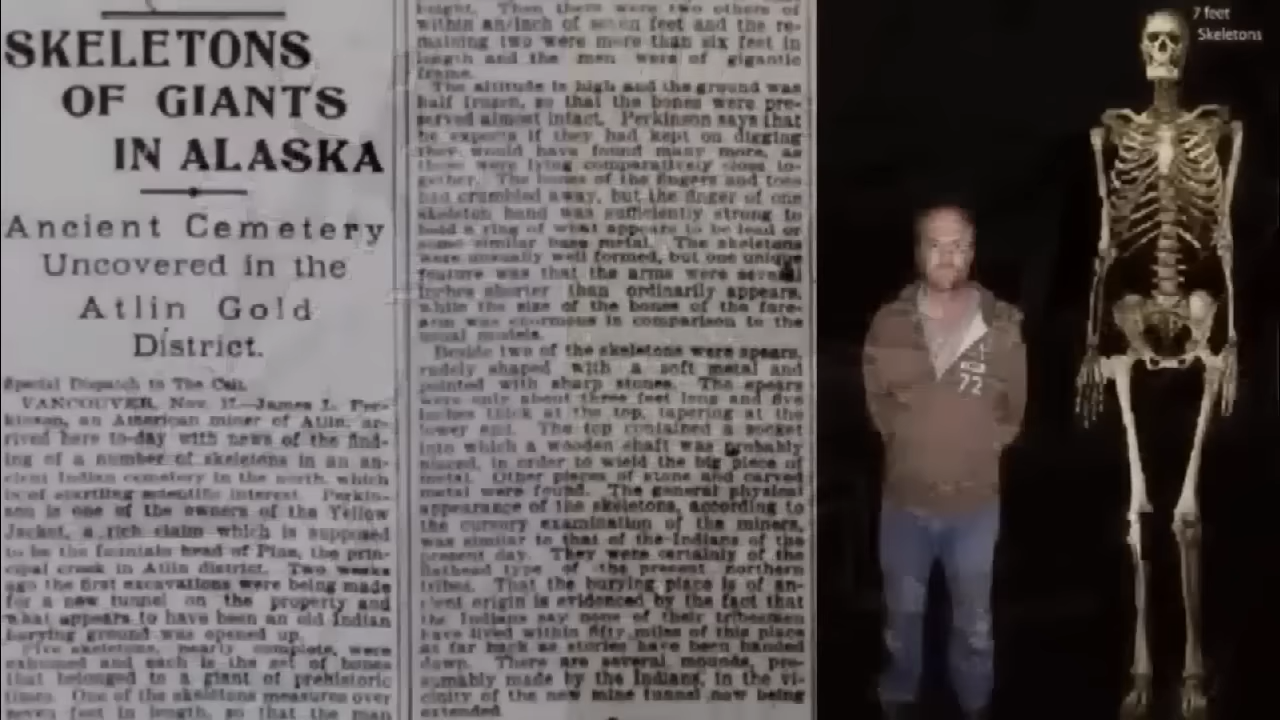 SKELETONS
OF GIANTS
IN ALASKA
Ancient Cemetery
Uncovered in the
Atlin Gold
District.
Special Dispatch to The Call.
VANCOUVER, Nov. 17.—James L. Per-
kinson, an American miner of Atlin, ar-
rived here to-day with news of the find-
ing of a number of skeletons in an an-
cient Indian cemetery in the north, which
is of startling scientific interest. Perkin-
son is one of the owners of the Yellow
Jacket, a rich claim which is supposed
to be the fountain head of Pine, the prin-
cipal creek in Atlin district. Two weeks
ago the first excavations were being made
for a new tunnel on the property and
what appears to have been an old Indian
burying ground was opened up.
Five skeletons, nearly complete, were
exhumed and each is the set of bones
that belonged to a giant of prehistoric
times. One of the skeletons measures over
seven feet in length, so that the man
height. Then there were two others of
within an inch of seven feet and the re-
maining two were more than six feet in
length and the men were of gigantic
frame.
The altitude is high and the ground was
half frozen, so that the bones were pre-
served almost intact. Perkinson says that
he expects if they had kept on digging
they would have found many more, as
these were lying comparatively close to-
gether. The bones of the fingers and toes
had crumbled away, but the finger of one
skeleton hand was sufficiently strong to
hold a ring of what appears to be lead or
some similar base metal. The skeletons
were usually well formed, but one unique
feature was that the arms were several
inches shorter than ordinarily appears,
while the size of the bones of the fore-
arm was enormous in comparison to the
usual models.
Beside two of the skeletons were spears,
rudely shaped with a soft metal and
pointed with sharp stones. The spears
were only about three feet long and five
inches thick at the top, tapering at the
lower end. The top contained a socket
into which a wooden shaft was probably
placed, in order to wield the big piece of
metal. Other pieces of stone and carved
metal were found. The general physical
appearance of the skeletons, according to
the cursory examination of the miners,
was similar to that of the Indians of the
present day. They were certainly of the
flathead type of the present northern
tribes. That the burying place is of an-
cient origin is evidenced by the fact that
the Indians say none of their tribesmen
have lived within fifty miles of this place
as far back as stories have been handed
down. There are several mounds, pre-
sumably made by the Indians, in the vi-
cinity of the new mine tunnel now being
extended.
7 feet
Skeletons
72